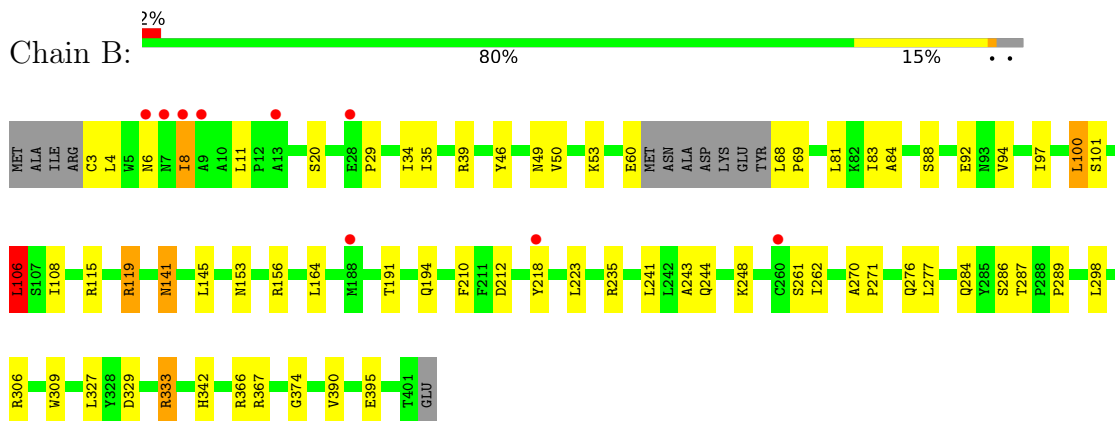 2%
Chain B:
80% 15% • •
MET ALA ILE ARG C3 L4 W5 N6 N7 I8 A9 A10 L11 P12 A13 S20 E28 P29 I34 I35 R39 Y46 N49 V50 K53 E60 MET ASN ALA ASP LYS GLU TYR L68 P69 L81 K82 I83 A84 S88 E92 N93 V94 I97 L100 S101
L106 S107 I108 R115 R119 N141 L145 N153 R156 L164 M188 T191 Q194 F210 F211 D212 Y218 L223 R235 L241 L242 A243 Q244 K248 C260 S261 I262 A270 P271 Q276 L277 Q284 Y285 S286 T287 P288 P289 L298
R306 W309 L327 Y328 D329 R333 H342 R366 R367 G374 V390 E395 T401 GLU